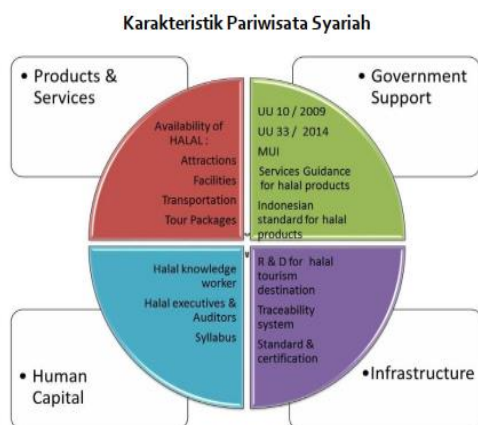 Karakteristik Pariwisata Syariah
• Products &
Services
• Government
Support
Availability of
HALAL :
Attractions
Facilities
Transportation
Tour Packages
UU 10 / 2009
UU 33 / 2014
MUI
Services Guidance
for halal products
Indonesian
standard for halal
products
Halal knowledge
worker
Halal executives &
Auditors
Syllabus
R & D for halal
tourism
destination
Traceability
system
Standard &
certification
• Human
Capital
•Infrastructure